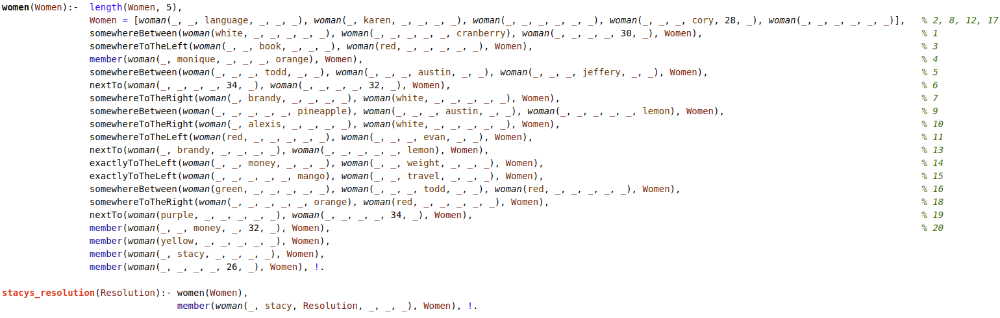 women(Women):-  length(Women, 5),
                Women = [woman(_, _, language, _, _, _), woman(_, karen, _, _, _, _), woman(_, _, _, _, _, _), woman(_, _, _, cory, 28, _), woman(_, _, _, _, _, _)],   % 2, 8, 12, 17
                somewhereBetween(woman(white, _, _, _, _, _), woman(_, _, _, _, _, cranberry), woman(_, _, _, _, 30, _), Women),   % 1
                somewhereToTheLeft(woman(_, _, book, _, _, _), woman(red, _, _, _, _, _), Women),   % 3
                member(woman(_, monique, _, _, _, orange), Women),   % 4
                somewhereBetween(woman(_, _, _, todd, _, _), woman(_, _, _, austin, _, _), woman(_, _, _, jeffery, _, _), Women),   % 5
                nextTo(woman(_, _, _, _, 34, _), woman(_, _, _, _, 32, _), Women),   % 6
                somewhereToTheRight(woman(_, brandy, _, _, _, _), woman(white, _, _, _, _, _), Women),   % 7
                somewhereBetween(woman(_, _, _, _, _, pineapple), woman(_, _, _, austin, _, _), woman(_, _, _, _, _, lemon), Women),   % 9
                somewhereToTheRight(woman(_, alexis, _, _, _, _), woman(white, _, _, _, _, _), Women),   % 10
                somewhereToTheLeft(woman(red, _, _, _, _, _), woman(_, _, _, evan, _, _), Women),   % 11
                nextTo(woman(_, brandy, _, _, _, _), woman(_, _, _, _, _, lemon), Women),   % 13
                exactlyToTheLeft(woman(_, _, money, _, _, _), woman(_, _, weight, _, _, _), Women),   % 14
                exactlyToTheLeft(woman(_, _, _, _, _, mango), woman(_, _, travel, _, _, _), Women),   % 15
                somewhereBetween(woman(green, _, _, _, _, _), woman(_, _, _, todd, _, _), woman(red, _, _, _, _, _), Women),   % 16
                somewhereToTheRight(woman(_, _, _, _, _, orange), woman(red, _, _, _, _, _), Women),   % 18
                nextTo(woman(purple, _, _, _, _, _), woman(_, _, _, _, 34, _), Women),   % 19
                member(woman(_, _, money, _, 32, _), Women),   % 20
                member(woman(yellow, _, _, _, _, _), Women),
                member(woman(_, stacy, _, _, _, _), Women),
                member(woman(_, _, _, _, 26, _), Women), !.
stacys_resolution(Resolution):- women(Women),
                                member(woman(_, stacy, Resolution, _, _, _), Women), !.